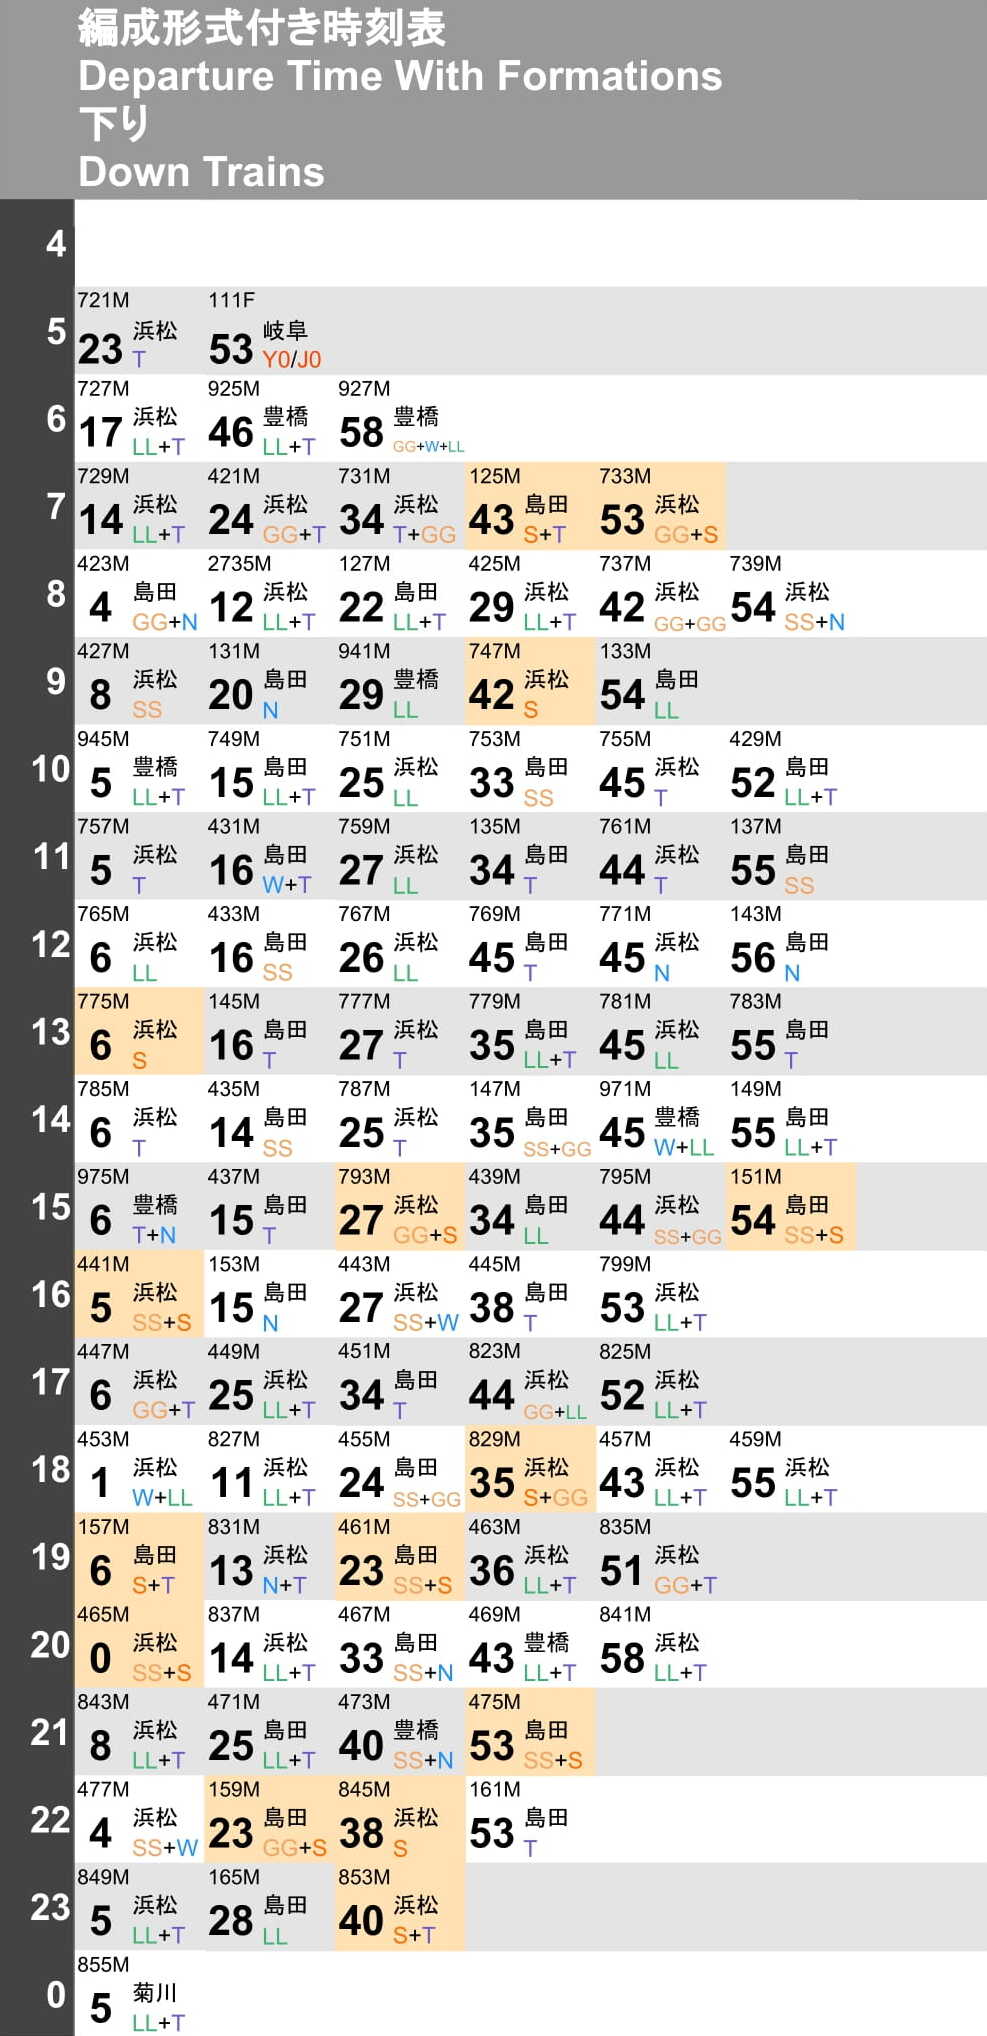 編成形式付き時刻表
Departure Time With Formations
下り
Down Trains
4
5
721M 111F
23 浜松 T 53 岐阜 Y0/J0
6
727M 925M 927M
17 浜松 LL+T 46 豊橋 LL+T 58 豊橋 GG+W+LL
7
729M 421M 731M 125M 733M
14 浜松 LL+T 24 浜松 GG+T 34 浜松 T+GG 43 島田 S+T 53 浜松 GG+S
8
423M 2735M 127M 425M 737M 739M
4 島田 GG+N 12 浜松 LL+T 22 島田 LL+T 29 浜松 LL+T 42 浜松 GG+GG 54 浜松 SS+N
9
427M 131M 941M 747M 133M
8 浜松 SS 20 島田 N 29 豊橋 LL 42 浜松 S 54 島田 LL
10
945M 749M 751M 753M 755M 429M
5 豊橋 LL+T 15 島田 LL+T 25 浜松 LL 33 島田 SS 45 浜松 T 52 島田 LL+T
11
757M 431M 759M 135M 761M 137M
5 浜松 T 16 島田 W+T 27 浜松 LL 34 島田 T 44 浜松 T 55 島田 SS
12
765M 433M 767M 769M 771M 143M
6 浜松 LL 16 島田 SS 26 浜松 LL 45 島田 T 45 浜松 N 56 島田 N
13
775M 145M 777M 779M 781M 783M
6 浜松 S 16 島田 T 27 浜松 T 35 島田 LL+T 45 浜松 LL 55 島田 T
14
785M 435M 787M 147M 971M 149M
6 浜松 T 14 島田 SS 25 浜松 T 35 島田 SS+GG 45 豊橋 W+LL 55 島田 LL+T
15
975M 437M 793M 439M 795M 151M
6 豊橋 T+N 15 島田 T 27 浜松 GG+S 34 島田 LL 44 浜松 SS+GG 54 島田 SS+S
16
441M 153M 443M 445M 799M
5 浜松 SS+S 15 島田 N 27 浜松 SS+W 38 島田 T 53 浜松 LL+T
17
447M 449M 451M 823M 825M
6 浜松 GG+T 25 浜松 LL+T 34 島田 T 44 浜松 GG+LL 52 浜松 LL+T
18
453M 827M 455M 829M 457M 459M
1 浜松 W+LL 11 浜松 LL+T 24 島田 SS+GG 35 浜松 S+GG 43 浜松 LL+T 55 浜松 LL+T
19
157M 831M 461M 463M 835M
6 島田 S+T 13 浜松 N+T 23 島田 SS+S 36 浜松 LL+T 51 浜松 GG+T
20
465M 837M 467M 469M 841M
0 浜松 SS+S 14 浜松 LL+T 33 島田 SS+N 43 豊橋 LL+T 58 浜松 LL+T
21
843M 471M 473M 475M
8 浜松 LL+T 25 島田 LL+T 40 豊橋 SS+N 53 島田 SS+S
22
477M 159M 845M 161M
4 浜松 SS+W 23 島田 GG+S 38 浜松 S 53 島田 T
23
849M 165M 853M
5 浜松 LL+T 28 島田 LL 40 浜松 S+T
0
855M
5 菊川 LL+T